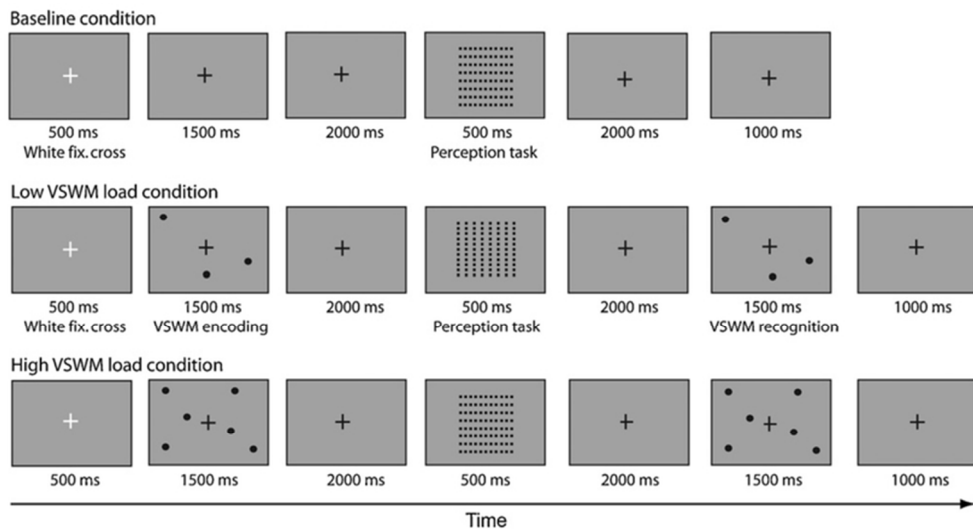 Baseline condition
500 ms 1500 ms 2000 ms 500 ms 2000 ms 1000 ms
White fix. cross Perception task
Low VSWM load condition
500 ms 1500 ms 2000 ms 500 ms 2000 ms 1500 ms 1000 ms
White fix. cross VSWM encoding Perception task VSWM recognition
High VSWM load condition
500 ms 1500 ms 2000 ms 500 ms 2000 ms 1500 ms 1000 ms
Time